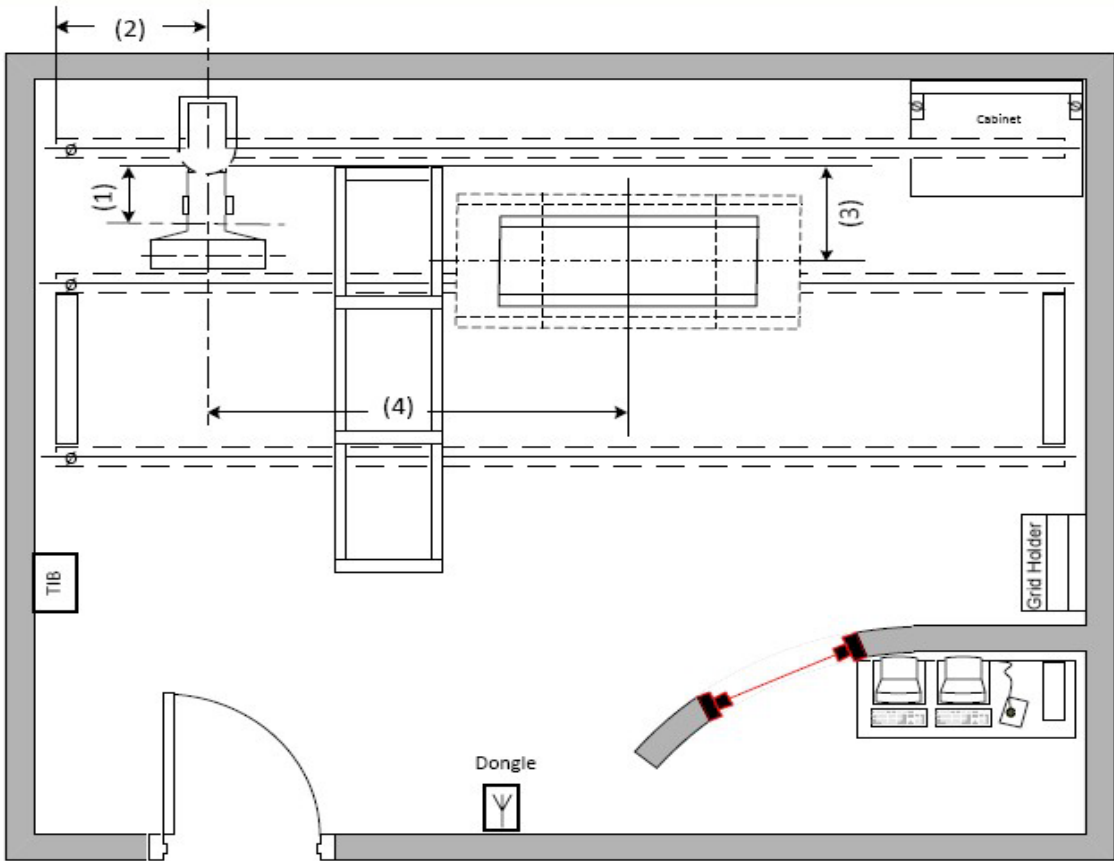 (2)
Cabinet
(1)
(3)
(4)
TIB
Grid Holder
Dongle